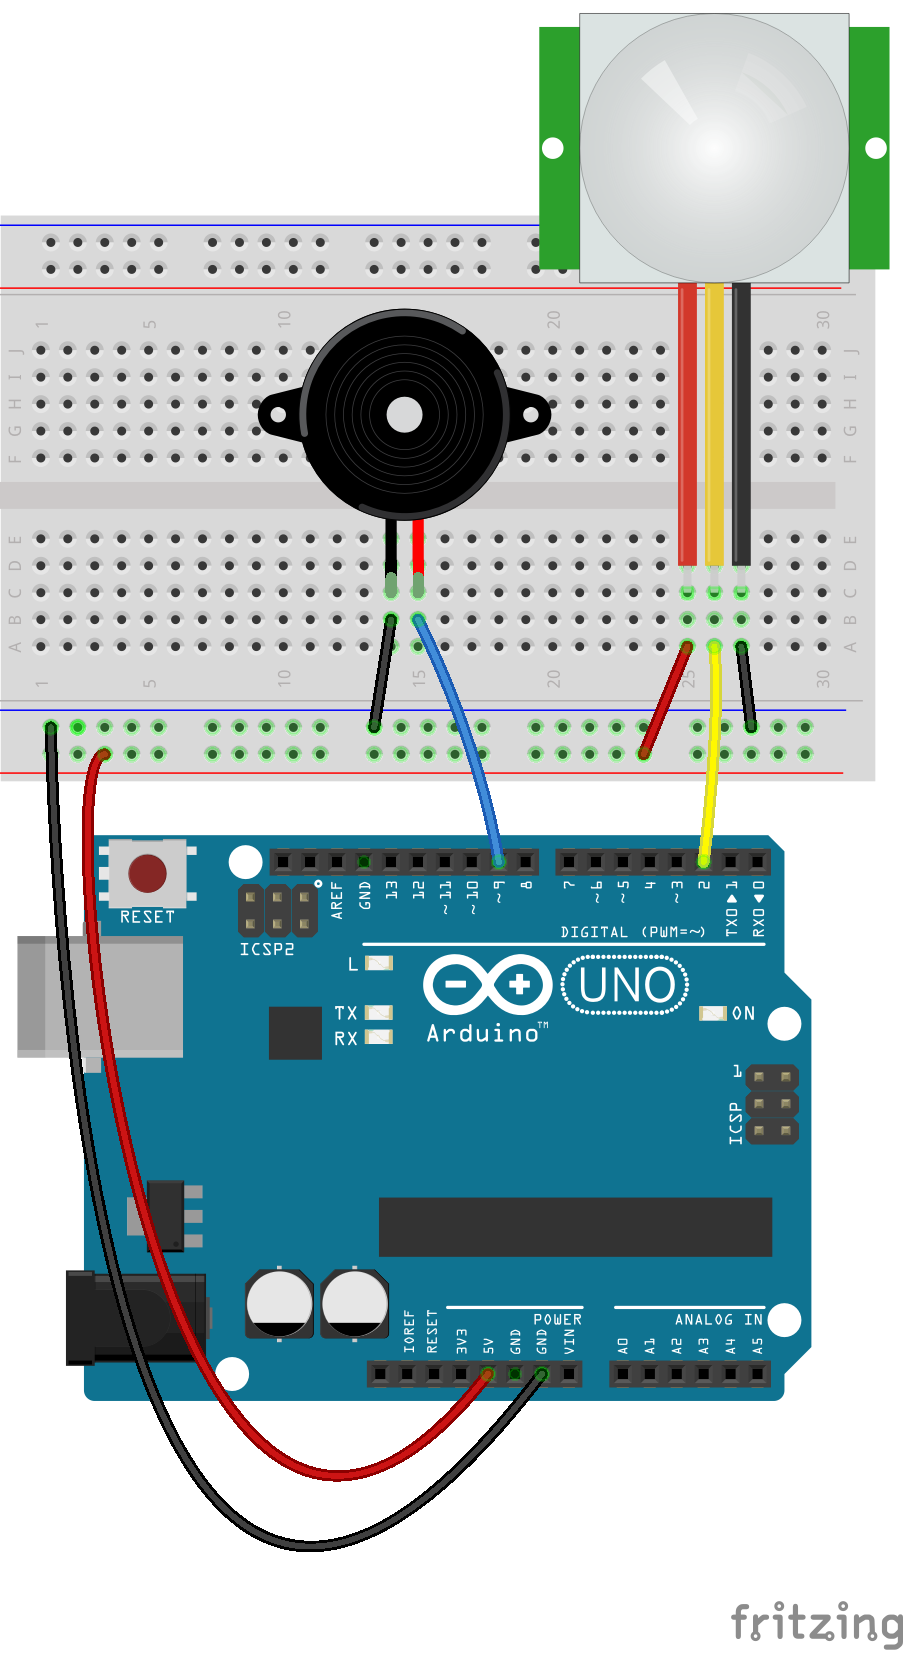 1 5 10 20 30
J J
I I
H H
G G
F F
E E
D D
C C
B B
A A
1 5 10 15 20 25 30
RESET
AREF GND 13 12 ~11 ~10 ~9 8 7 ~6 ~5 4 ~3 2 TX0▶1 RX0◀0
ICSP2
DIGITAL (PWM=~)
L
TX
RX
UNO
Arduino™
ON
1
ICSP
POWER
ANALOG IN
IOREF RESET 3V3 5V GND GND VIN A0 A1 A2 A3 A4 A5
fritzing